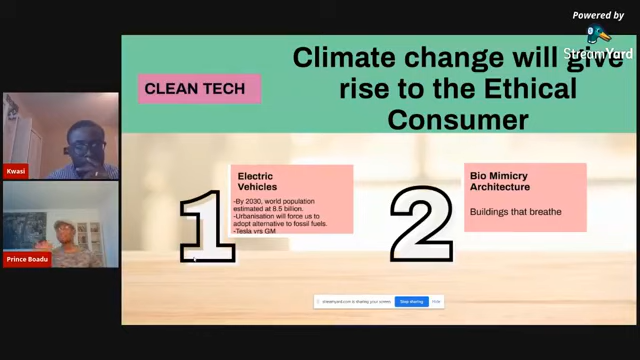 Powered by
StreamYard
Climate change will give
rise to the Ethical
Consumer
CLEAN TECH
Kwasi
Prince Boadu
1
Electric
Vehicles
-By 2030, world population
estimated at 8.5 billion.
-Urbanisation will force us to
adopt alternative to fossil fuels.
-Tesla vrs GM
2
Bio Mimicry
Architecture
Buildings that breathe
streamyard.com is sharing your screen.
Stop sharing
Hide